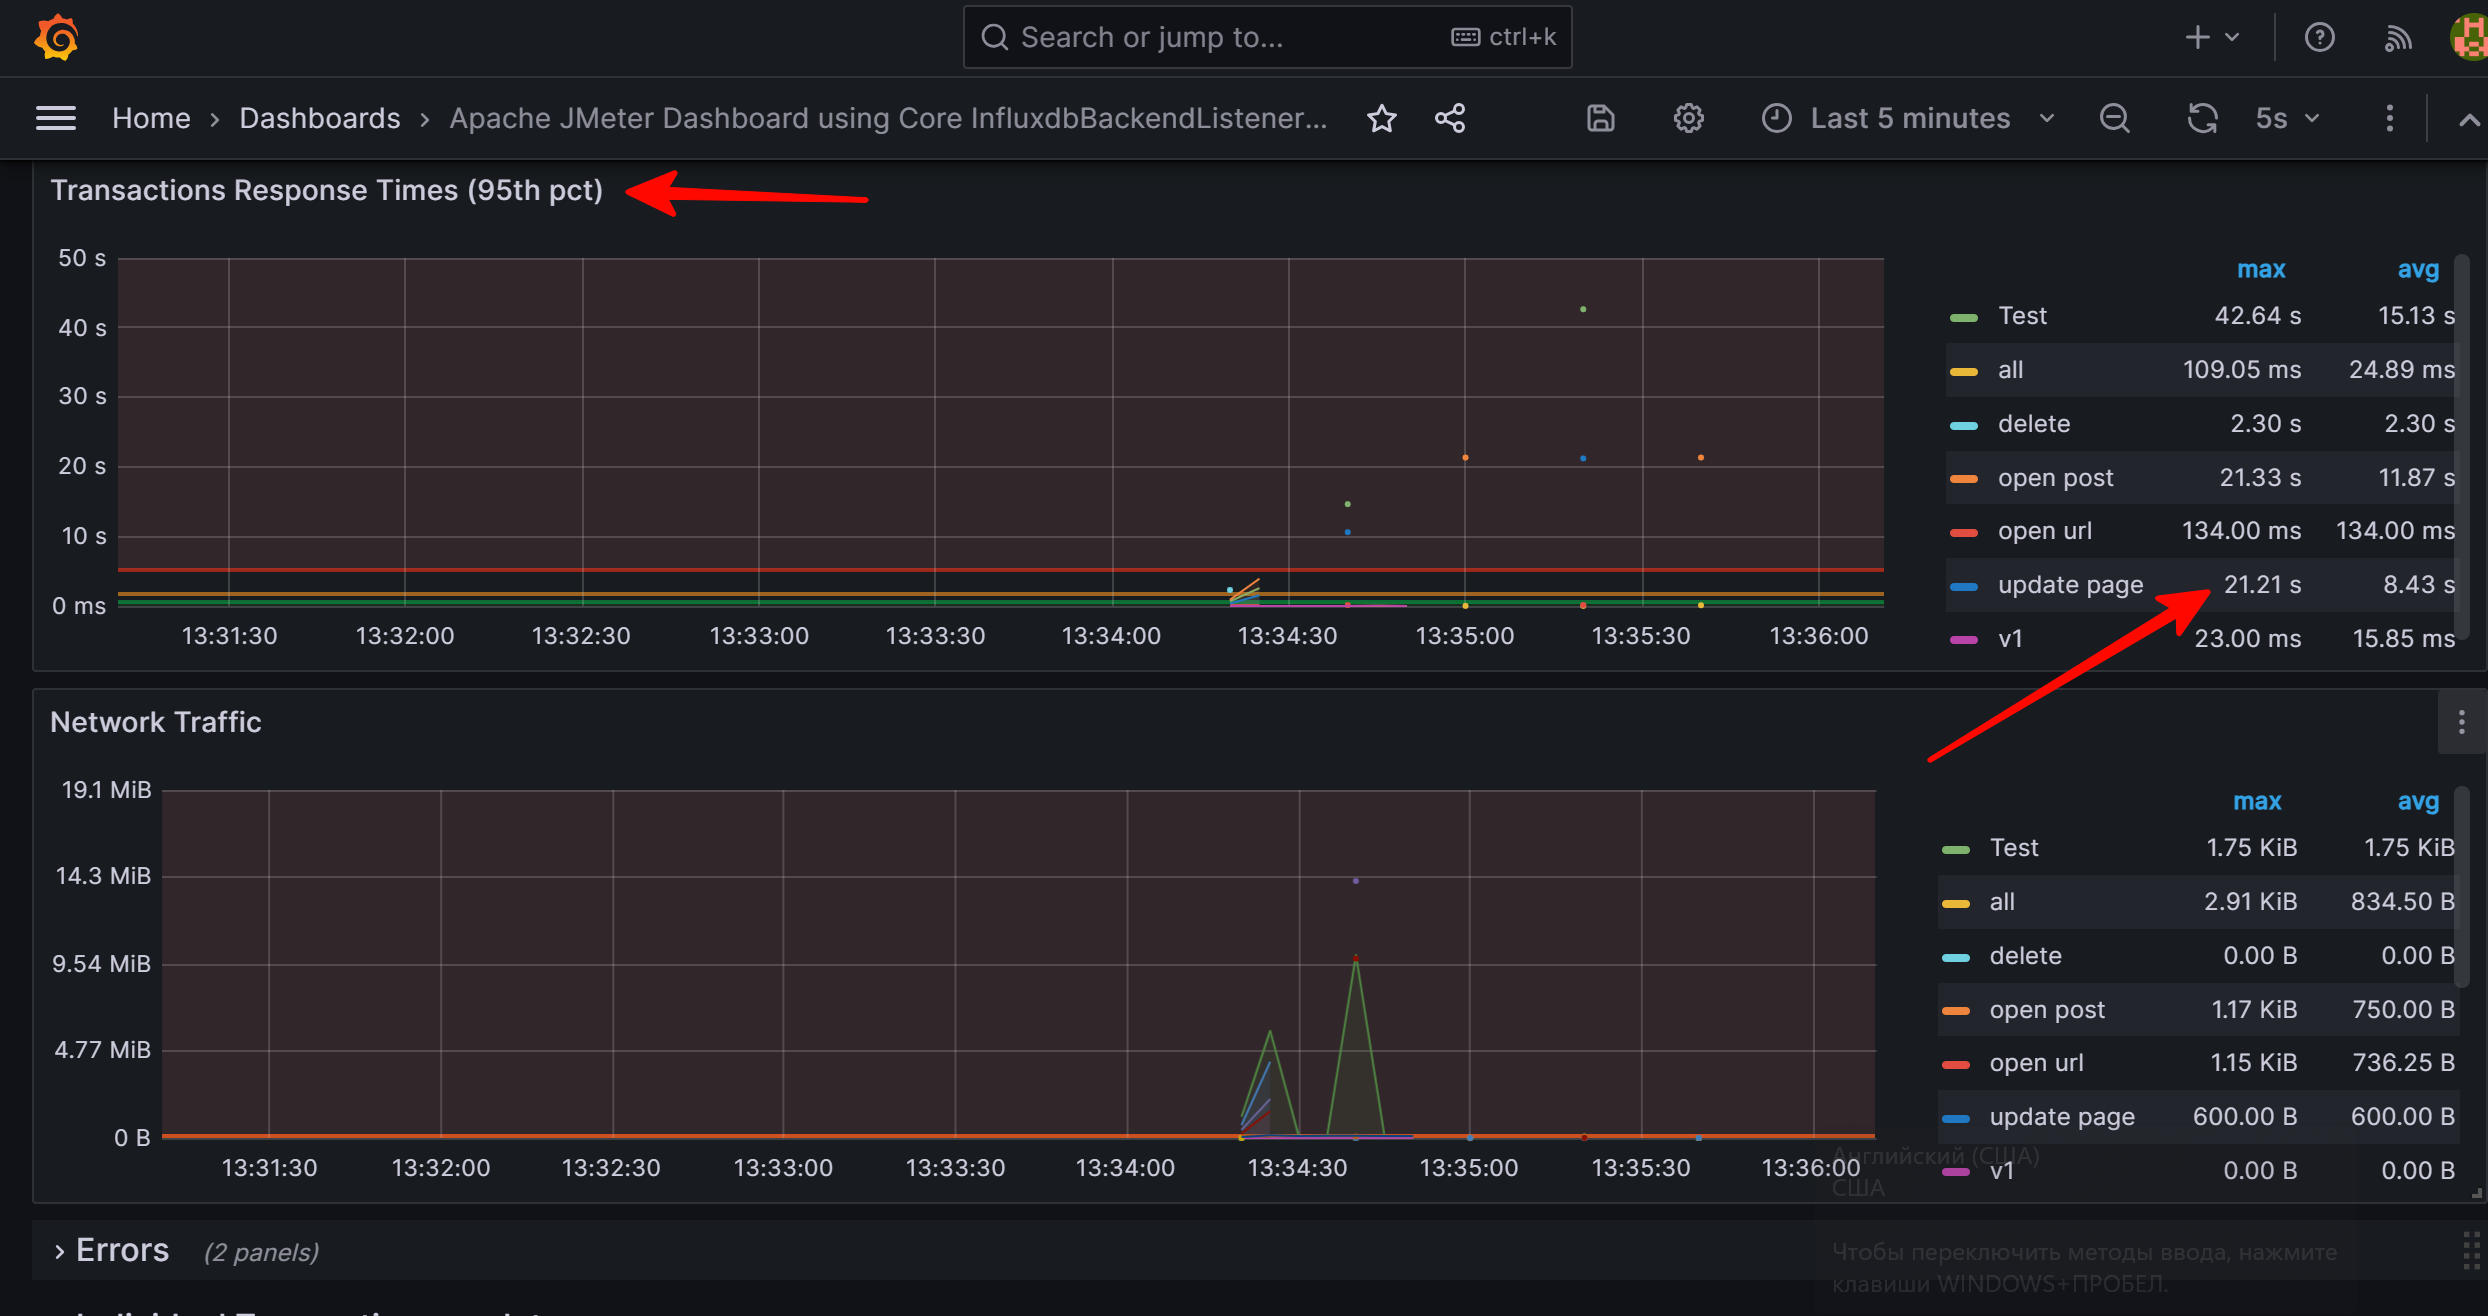 Search or jump to... ctrl+k
Home › Dashboards › Apache JMeter Dashboard using Core InfluxdbBackendListener... Last 5 minutes 5s
Transactions Response Times (95th pct)
50 s
40 s
30 s
20 s
10 s
0 ms
13:31:30 13:32:00 13:32:30 13:33:00 13:33:30 13:34:00 13:34:30 13:35:00 13:35:30 13:36:00
max avg
Test 42.64 s 15.13 s
all 109.05 ms 24.89 ms
delete 2.30 s 2.30 s
open post 21.33 s 11.87 s
open url 134.00 ms 134.00 ms
update page 21.21 s 8.43 s
v1 23.00 ms 15.85 ms
Network Traffic
19.1 MiB
14.3 MiB
9.54 MiB
4.77 MiB
0 B
13:31:30 13:32:00 13:32:30 13:33:00 13:33:30 13:34:00 13:34:30 13:35:00 13:35:30 13:36:00
max avg
Test 1.75 KiB 1.75 KiB
all 2.91 KiB 834.50 B
delete 0.00 B 0.00 B
open post 1.17 KiB 750.00 B
open url 1.15 KiB 736.25 B
update page 600.00 B 600.00 B
v1 0.00 B 0.00 B
Английский (США)
США
Errors (2 panels)
Чтобы переключить методы ввода, нажмите
клавиши WINDOWS+ПРОБЕЛ.